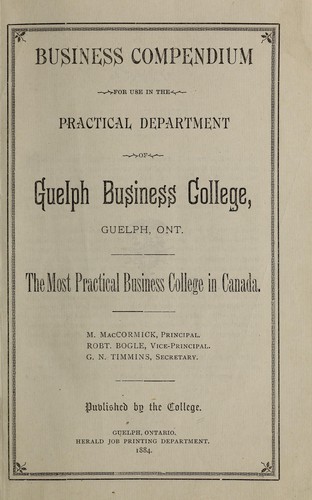 BUSINESS COMPENDIUM
FOR USE IN THE
PRACTICAL DEPARTMENT
OF
Guelph Business College,
GUELPH, ONT.
The Most Practical Business College in Canada.
M. MACCORMICK, PRINCIPAL.
ROBT. BOGLE, VICE-PRINCIPAL.
G. N. TIMMINS, SECRETARY.
Published by the College.
GUELPH, ONTARIO.
HERALD JOB PRINTING DEPARTMENT.
1884.